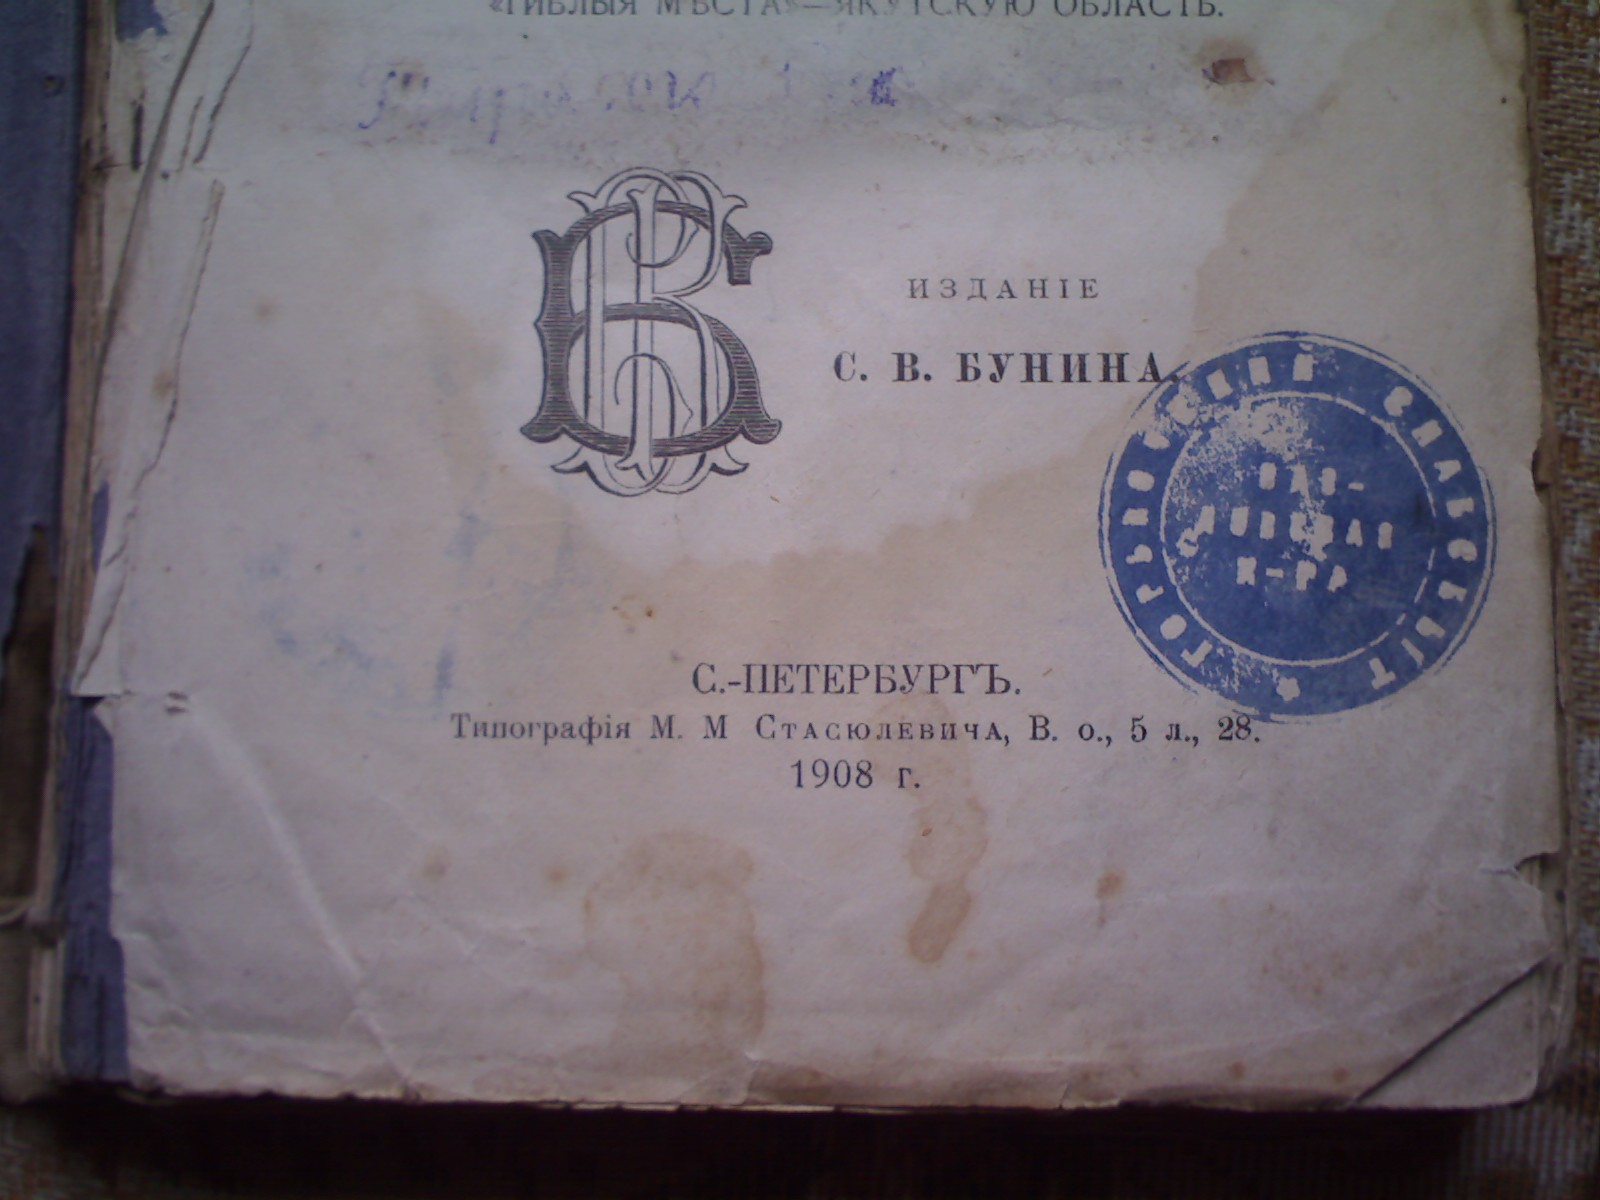 «ГИБЛЫЯ МѢСТА»—ЯКУТСКУЮ ОБЛАСТЬ.
ИЗДАНІЕ
С. В. БУНИНА.
С.-ПЕТЕРБУРГЪ.
Типографія М. М Стасюлевича, В. о., 5 л., 28.
1908 г.